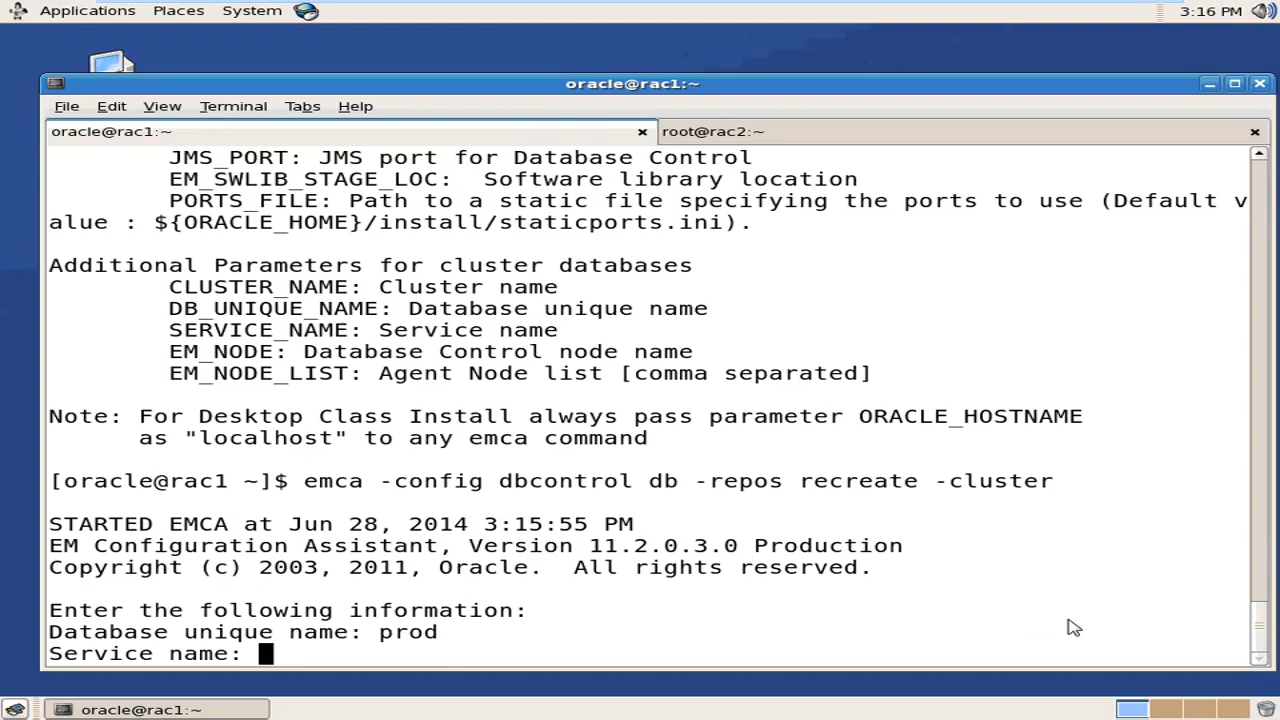 Applications Places System 3:16 PM
oracle@rac1:~
File Edit View Terminal Tabs Help
oracle@rac1:~ root@rac2:~
JMS_PORT: JMS port for Database Control
EM_SWLIB_STAGE_LOC:  Software library location
PORTS_FILE: Path to a static file specifying the ports to use (Default v
alue : ${ORACLE_HOME}/install/staticports.ini).
Additional Parameters for cluster databases
CLUSTER_NAME: Cluster name
DB_UNIQUE_NAME: Database unique name
SERVICE_NAME: Service name
EM_NODE: Database Control node name
EM_NODE_LIST: Agent Node list [comma separated]
Note: For Desktop Class Install always pass parameter ORACLE_HOSTNAME
as "localhost" to any emca command
[oracle@rac1 ~]$ emca -config dbcontrol db -repos recreate -cluster
STARTED EMCA at Jun 28, 2014 3:15:55 PM
EM Configuration Assistant, Version 11.2.0.3.0 Production
Copyright (c) 2003, 2011, Oracle.  All rights reserved.
Enter the following information:
Database unique name: prod
Service name:
oracle@rac1:~